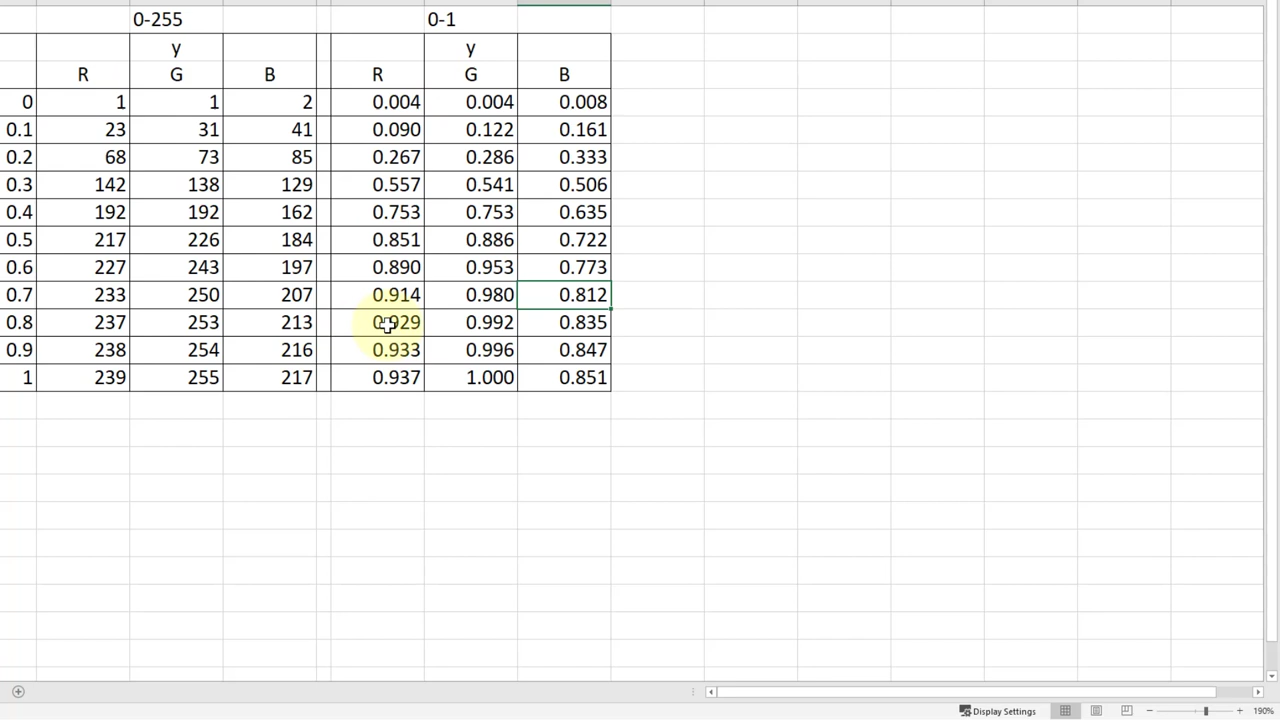 0-255 0-1
y y
R G B R G B
0 1 1 2 0.004 0.004 0.008
0.1 23 31 41 0.090 0.122 0.161
0.2 68 73 85 0.267 0.286 0.333
0.3 142 138 129 0.557 0.541 0.506
0.4 192 192 162 0.753 0.753 0.635
0.5 217 226 184 0.851 0.886 0.722
0.6 227 243 197 0.890 0.953 0.773
0.7 233 250 207 0.914 0.980 0.812
0.8 237 253 213 0.929 0.992 0.835
0.9 238 254 216 0.933 0.996 0.847
1 239 255 217 0.937 1.000 0.851
Display Settings 190%